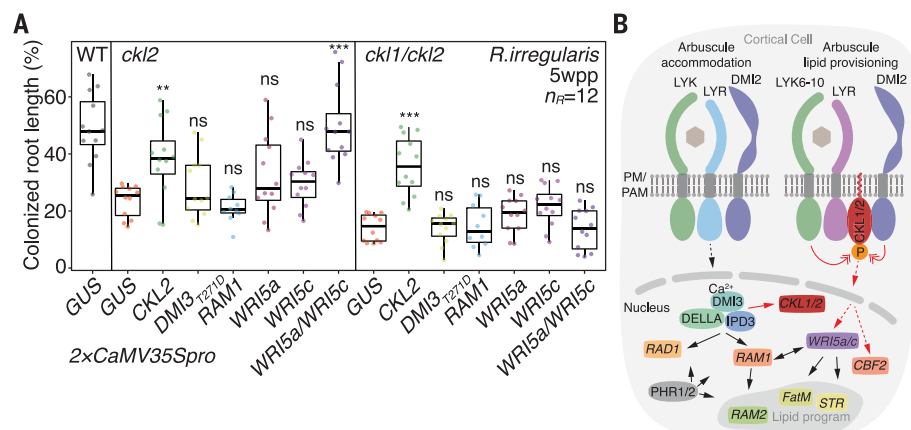 A
Colonized root length (%)
60
40
20
0
WT
ckl2
ckl1/ckl2
R.irregularis
5wpp
nR=12
**
ns
ns
ns
ns
***
***
ns
ns
ns
ns
ns
GUS
GUS
CKL2
DMI3 T271D
RAM1
WRI5a
WRI5c
WRI5a/WRI5c
GUS
CKL2
DMI3 T271D
RAM1
WRI5a
WRI5c
WRI5a/WRI5c
2×CaMV35Spro
B
Cortical Cell
Arbuscule
accommodation
Arbuscule
lipid provisioning
LYK
LYR
DMI2
LYK6-10
LYR
DMI2
PM/
PAM
CKL1/2
P
Nucleus
Ca2+
DMI3
DELLA
IPD3
CKL1/2
RAD1
RAM1
WRI5a/c
CBF2
PHR1/2
RAM2
FatM
STR
Lipid program